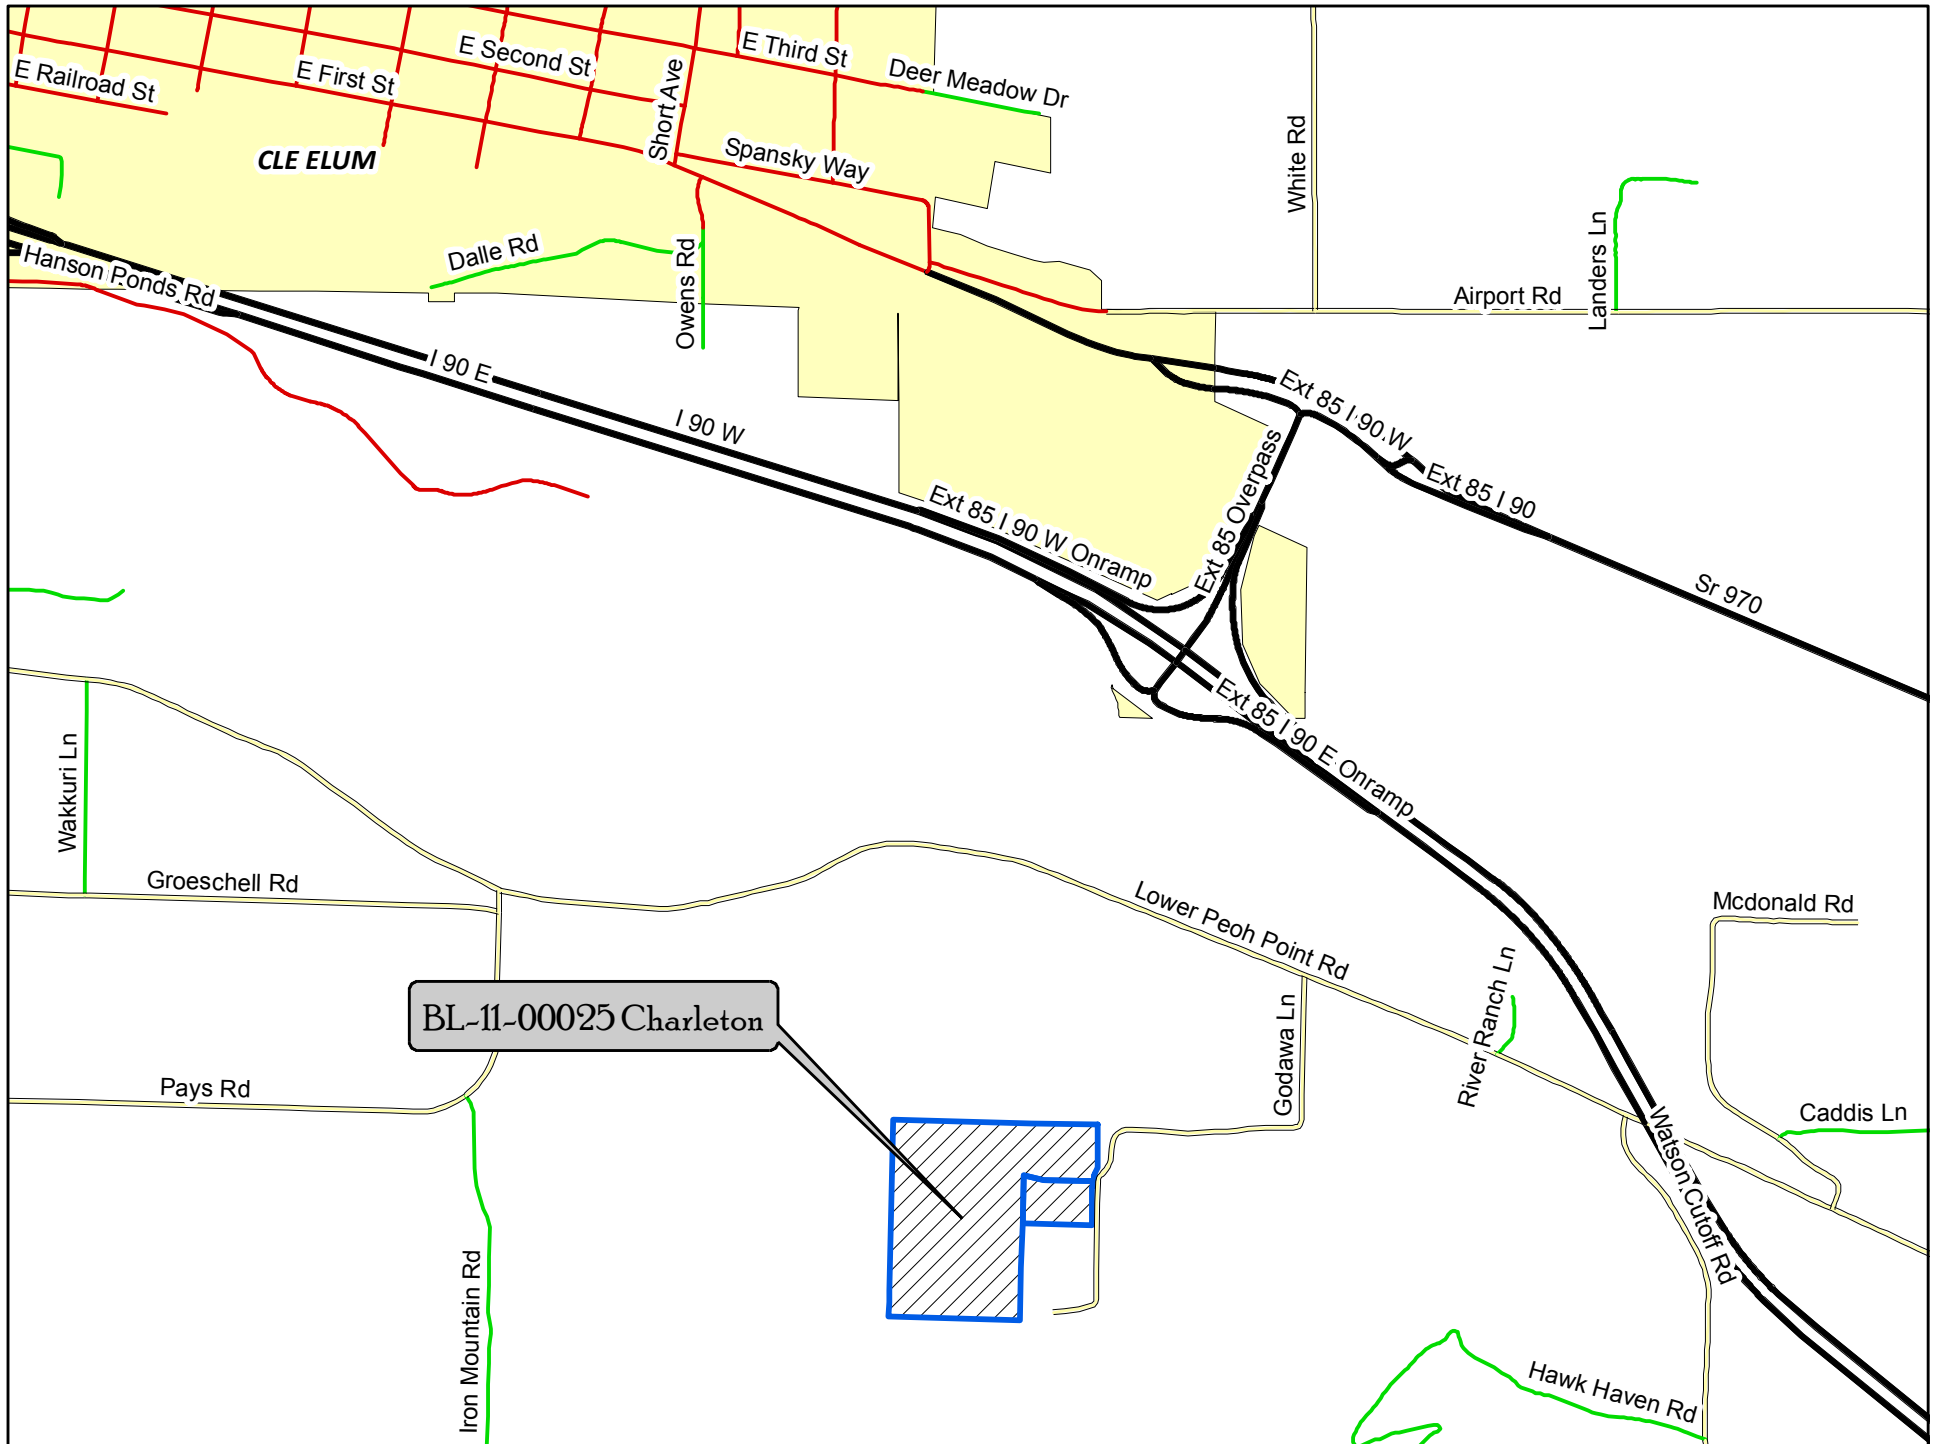 E Third St
E Second St
Deer Meadow Dr
E Railroad St
E First St
Short Ave
CLE ELUM
Spansky Way
White Rd
Landers Ln
Hanson Ponds Rd
Dalle Rd
Owens Rd
Airport Rd
I 90 E
I 90 W
Ext 85 I 90 W
Ext 85 I 90
Ext 85 Overpass
Ext 85 I 90 W Onramp
Sr 970
Ext 85 I 90 E Onramp
Wakkuri Ln
Groeschell Rd
Lower Peoh Point Rd
Mcdonald Rd
River Ranch Ln
BL-11-00025 Charleton
Godawa Ln
Pays Rd
Caddis Ln
Watson Cutoff Rd
Iron Mountain Rd
Hawk Haven Rd